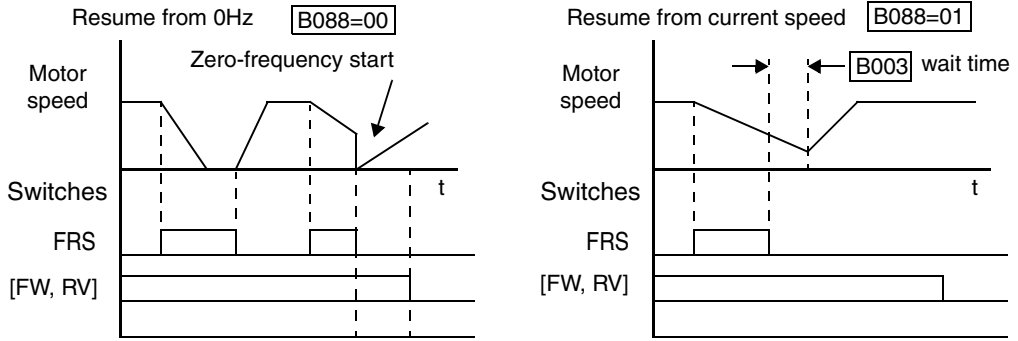 Resume from 0Hz B088=00
Zero-frequency start
Motor
speed
t
Switches
FRS
[FW, RV]
Resume from current speed B088=01
B003 wait time
Motor
speed
t
Switches
FRS
[FW, RV]